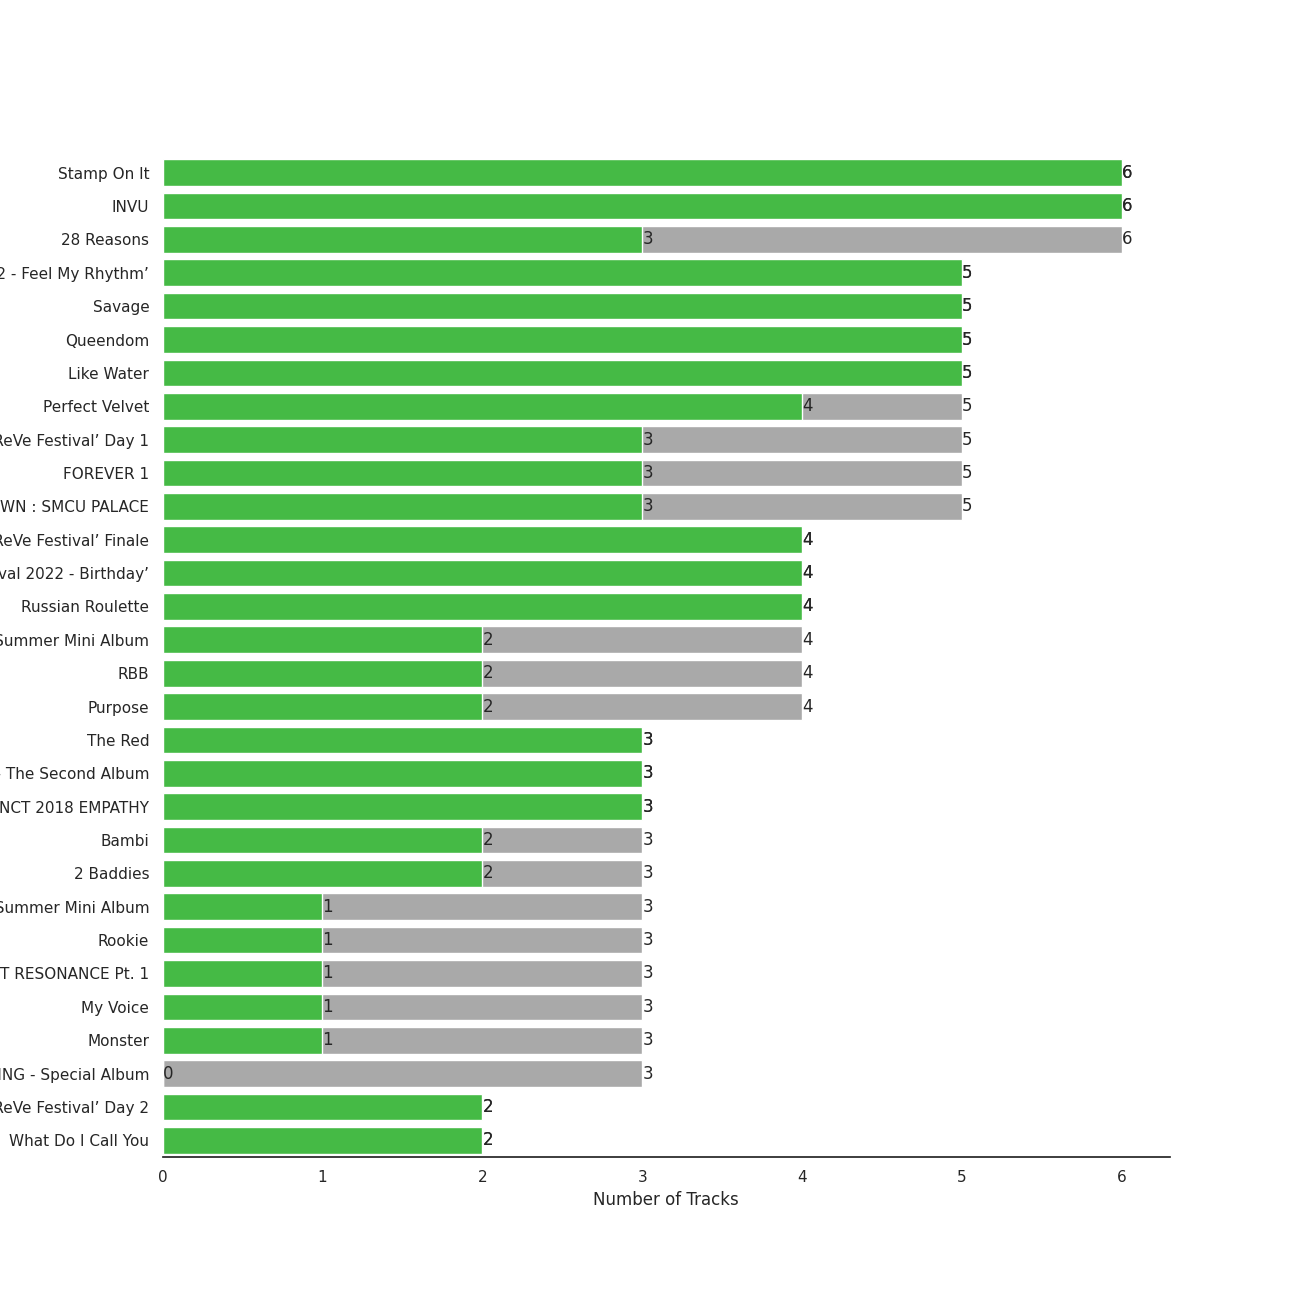 Stamp On It 6
INVU 6
28 Reasons 3 6
2 - Feel My Rhythm’ 5
Savage 5
Queendom 5
Like Water 5
Perfect Velvet 4 5
ReVe Festival’ Day 1 3 5
FOREVER 1 3 5
WN : SMCU PALACE 3 5
ReVe Festival’ Finale 4
val 2022 - Birthday’ 4
Russian Roulette 4
Summer Mini Album 2 4
RBB 2 4
Purpose 2 4
The Red 3
The Second Album 3
NCT 2018 EMPATHY 3
Bambi 2 3
2 Baddies 2 3
Summer Mini Album 1 3
Rookie 1 3
T RESONANCE Pt. 1 1 3
My Voice 1 3
Monster 1 3
NG - Special Album 0 3
ReVe Festival’ Day 2 2
What Do I Call You 2
0 1 2 3 4 5 6
Number of Tracks